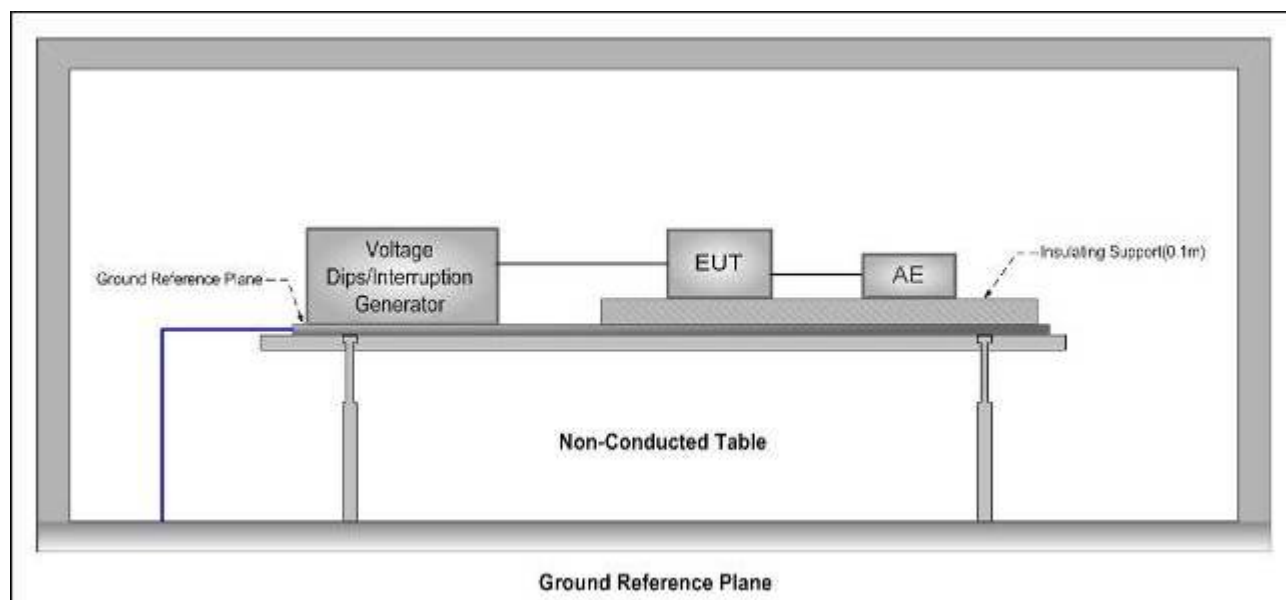 Voltage
Dips/Interruption
Generator
EUT
AE
Insulating Support(0.1m)
Ground Reference Plane
Non-Conducted Table
Ground Reference Plane